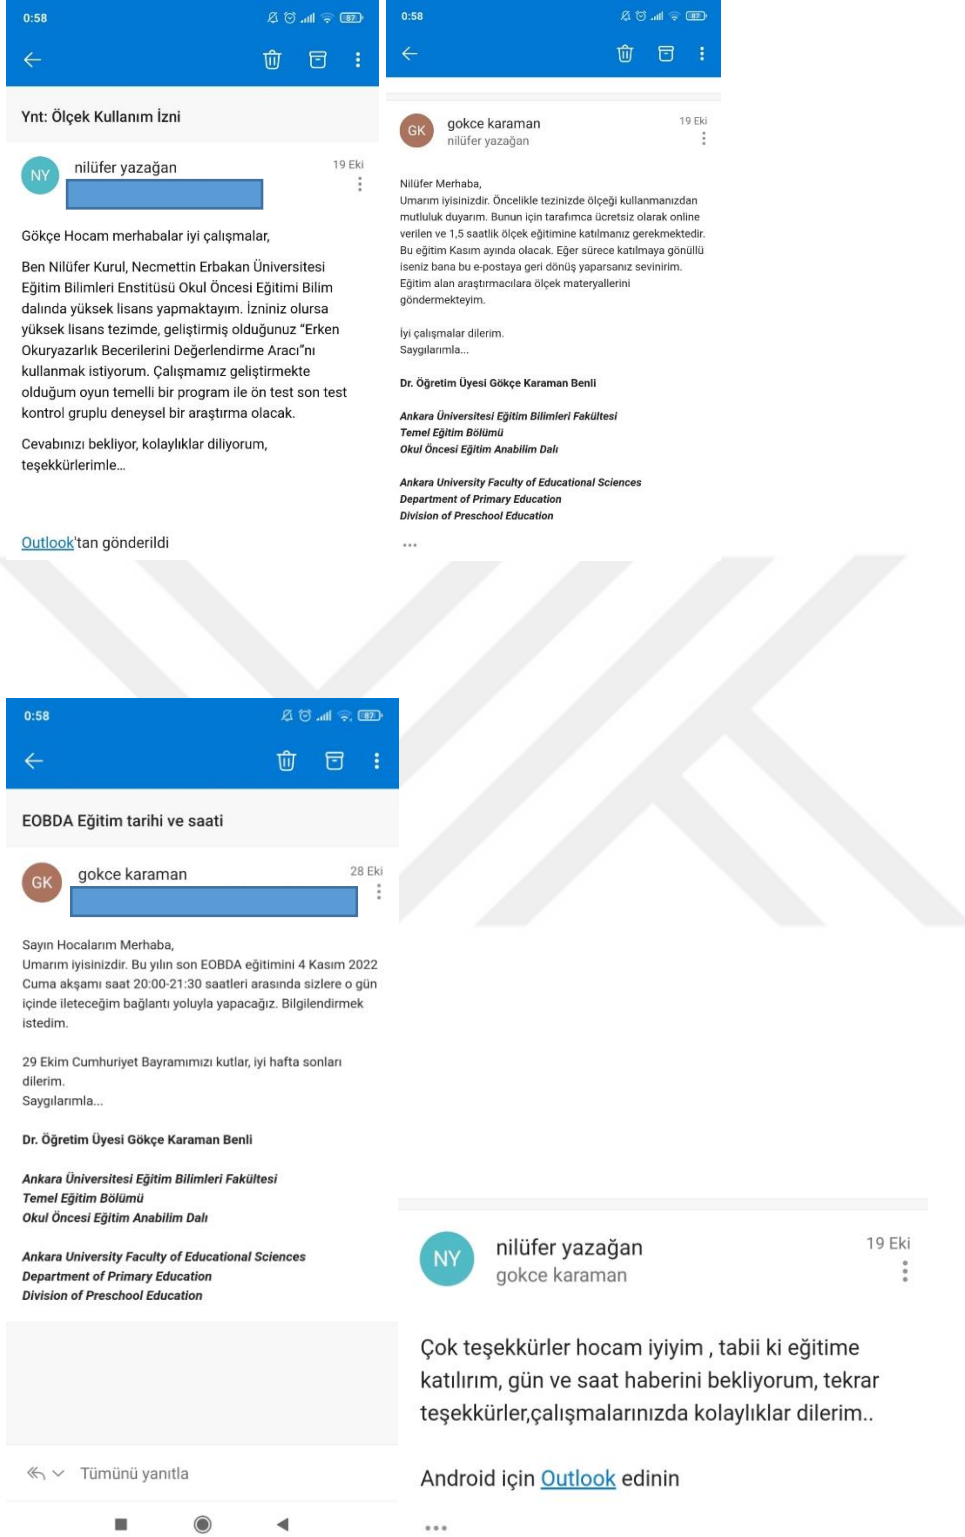 0:58
87
Ynt: Ölçek Kullanım İzni
NY
nilüfer yazağan
19 Eki
Gökçe Hocam merhabalar iyi çalışmalar,
Ben Nilüfer Kurul, Necmettin Erbakan Üniversitesi
Eğitim Bilimleri Enstitüsü Okul Öncesi Eğitimi Bilim
dalında yüksek lisans yapmaktayım. İzniniz olursa
yüksek lisans tezimde, geliştirmiş olduğunuz “Erken
Okuryazarlık Becerilerini Değerlendirme Aracı”nı
kullanmak istiyorum. Çalışmamız geliştirmekte
olduğum oyun temelli bir program ile ön test son test
kontrol gruplu deneysel bir araştırma olacak.
Cevabınızı bekliyor, kolaylıklar diliyorum,
teşekkürlerimle...
Outlook'tan gönderildi
0:58
87
GK
gokce karaman
19 Eki
nilüfer yazağan
Nilüfer Merhaba,
Umarım iyisinizdir. Öncelikle tezinizde ölçeği kullanmanızdan
mutluluk duyarım. Bunun için tarafımca ücretsiz olarak online
verilen ve 1,5 saatlik ölçek eğitimine katılmanız gerekmektedir.
Bu eğitim Kasım ayında olacak. Eğer sürece katılmaya gönüllü
iseniz bana bu e-postaya geri dönüş yaparsanız sevinirim.
Eğitim alan araştırmacılara ölçek materyallerini
göndermekteyim.
İyi çalışmalar dilerim.
Saygılarımla...
Dr. Öğretim Üyesi Gökçe Karaman Benli
Ankara Üniversitesi Eğitim Bilimleri Fakültesi
Temel Eğitim Bölümü
Okul Öncesi Eğitim Anabilim Dalı
Ankara University Faculty of Educational Sciences
Department of Primary Education
Division of Preschool Education
0:58
87
EOBDA Eğitim tarihi ve saati
GK
gokce karaman
28 Eki
Sayın Hocalarım Merhaba,
Umarım iyisinizdir. Bu yılın son EOBDA eğitimini 4 Kasım 2022
Cuma akşamı saat 20:00-21:30 saatleri arasında sizlere o gün
içinde ileteceğim bağlantı yoluyla yapacağız. Bilgilendirmek
istedim.
29 Ekim Cumhuriyet Bayramımızı kutlar, iyi hafta sonları
dilerim.
Saygılarımla...
Dr. Öğretim Üyesi Gökçe Karaman Benli
Ankara Üniversitesi Eğitim Bilimleri Fakültesi
Temel Eğitim Bölümü
Okul Öncesi Eğitim Anabilim Dalı
Ankara University Faculty of Educational Sciences
Department of Primary Education
Division of Preschool Education
Tümünü yanıtla
NY
nilüfer yazağan
19 Eki
gokce karaman
Çok teşekkürler hocam iyiyim , tabii ki eğitime
katılırım, gün ve saat haberini bekliyorum, tekrar
teşekkürler,çalışmalarınızda kolaylıklar dilerim..
Android için Outlook edinin